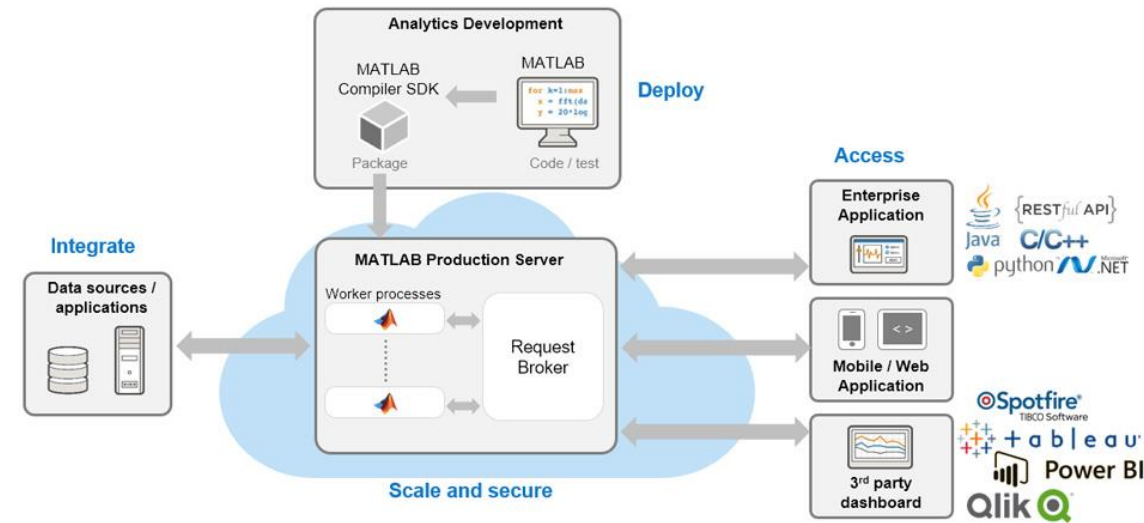 Analytics Development
MATLAB
Compiler SDK
MATLAB
for k=1:max
x = fft(da
y = 20*log
Package
Code / test
Deploy
Access
Enterprise
Application
Java
{RESTful API}
C/C++
python
Microsoft
.NET
Integrate
Data sources /
applications
MATLAB Production Server
Worker processes
Request
Broker
< >
Mobile / Web
Application
Spotfire®
TIBCO Software
+ a b | e a u
Power BI
Qlik
3rd party
dashboard
Scale and secure